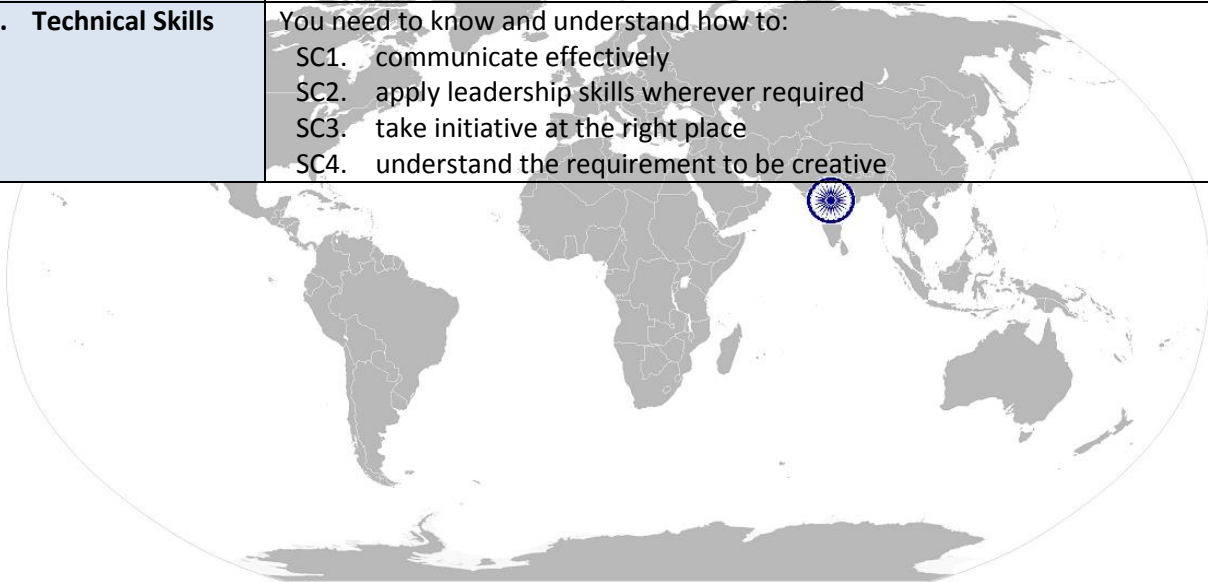 . Technical Skills
You need to know and understand how to:
SC1. communicate effectively
SC2. apply leadership skills wherever required
SC3. take initiative at the right place
SC4. understand the requirement to be creative